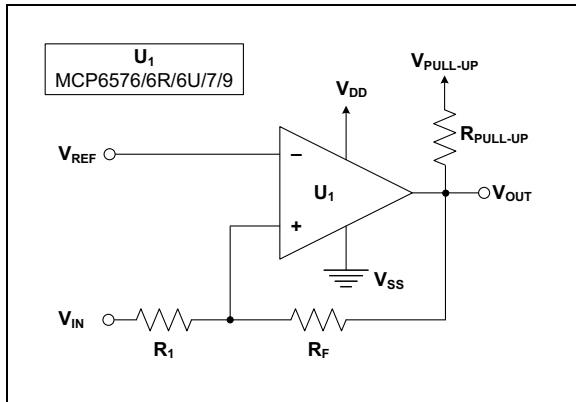 U1
MCP6576/6R/6U/7/9
VPULL-UP
VDD
RPULL-UP
VREF
−
U1
VOUT
+
VSS
VIN
R1
RF